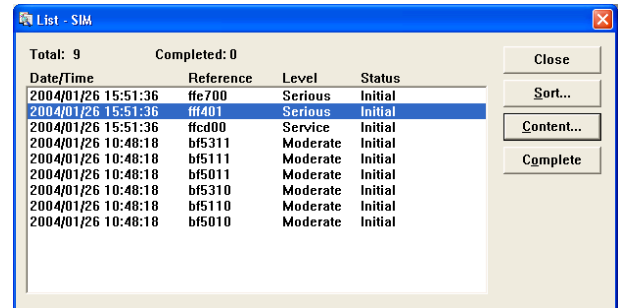 List - SIM
Total: 9 Completed: 0
Date/Time Reference Level Status
2004/01/26 15:51:36 ffe700 Serious Initial
2004/01/26 15:51:36 fff401 Serious Initial
2004/01/26 15:51:36 ffcd00 Service Initial
2004/01/26 10:48:18 bf5311 Moderate Initial
2004/01/26 10:48:18 bf5111 Moderate Initial
2004/01/26 10:48:18 bf5011 Moderate Initial
2004/01/26 10:48:18 bf5310 Moderate Initial
2004/01/26 10:48:18 bf5110 Moderate Initial
2004/01/26 10:48:18 bf5010 Moderate Initial
Close
Sort...
Content...
Complete